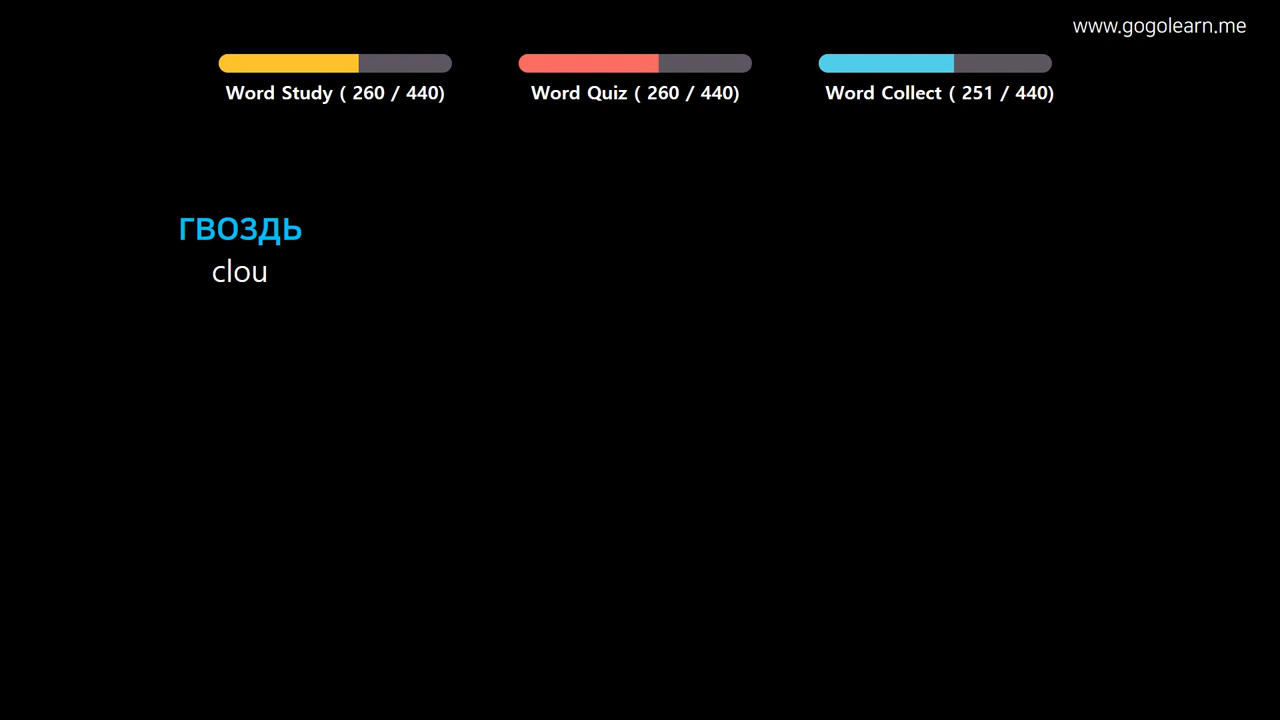 www.gogolearn.me
Word Study ( 260 / 440)
Word Quiz ( 260 / 440)
Word Collect ( 251 / 440)
гвоздь
clou